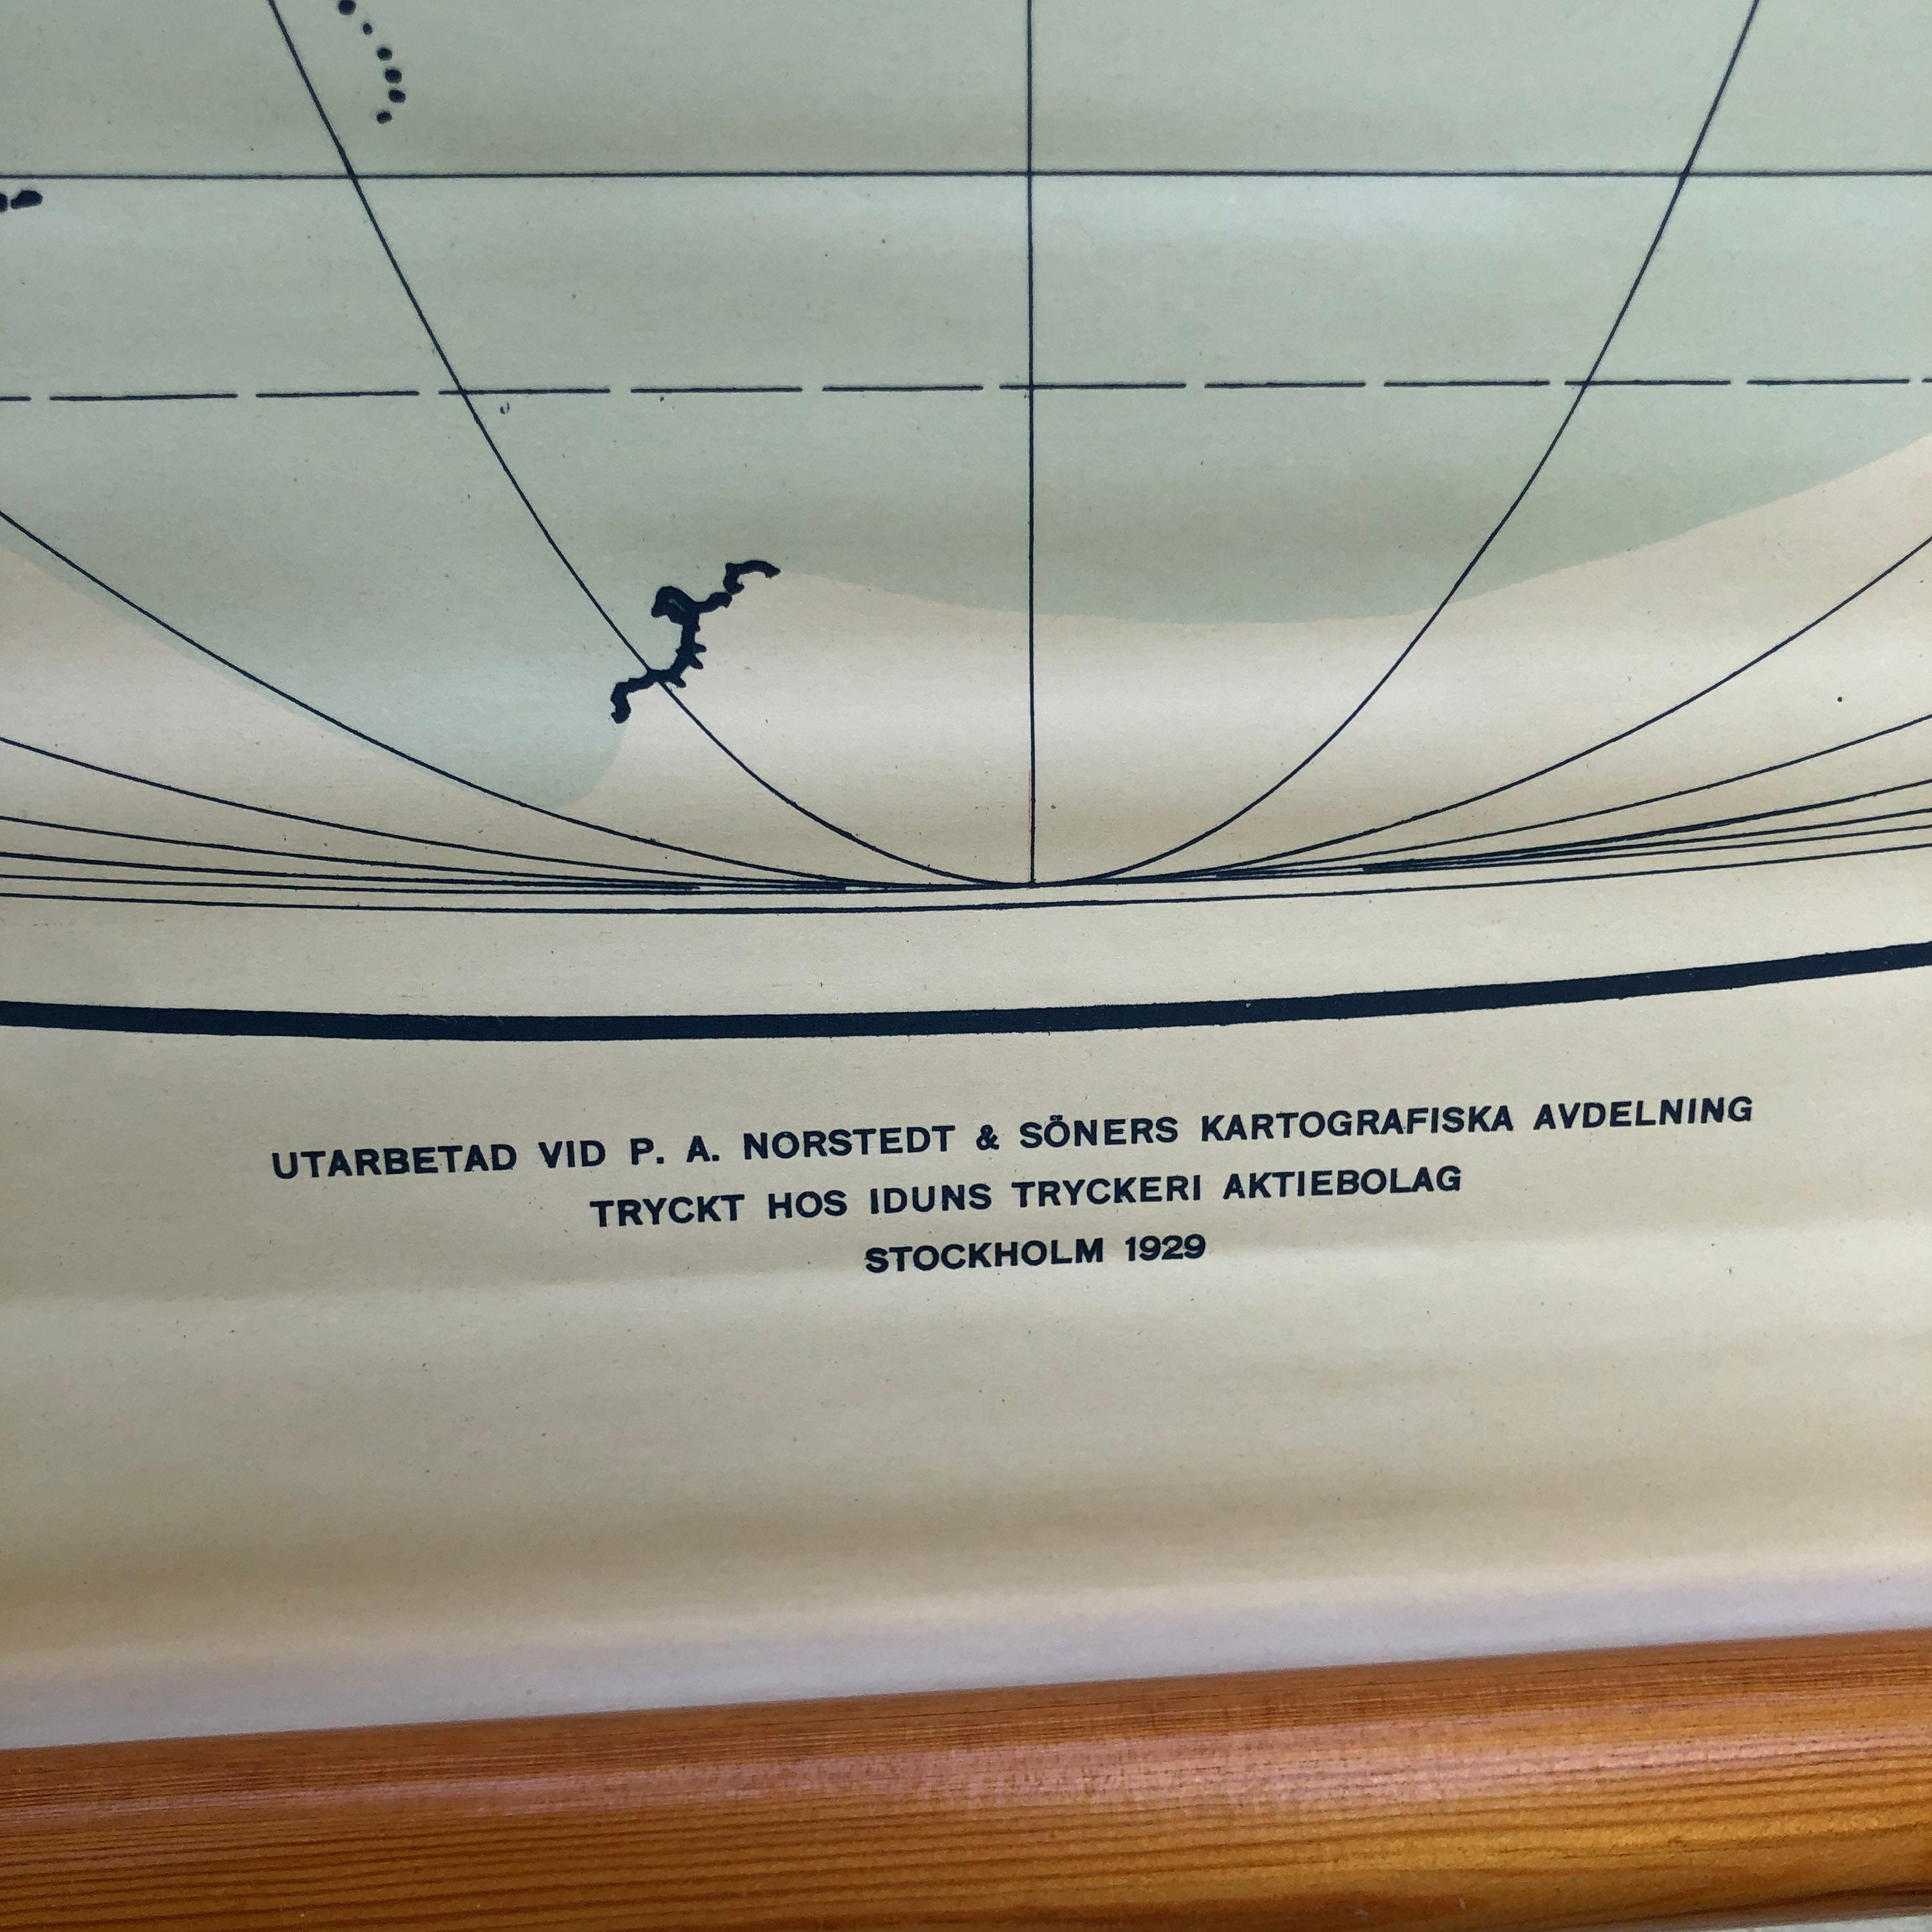 UTARBETAD VID P. A. NORSTEDT & SÖNERS KARTOGRAFISKA AVDELNING
TRYCKT HOS IDUNS TRYCKERI AKTIEBOLAG
STOCKHOLM 1929